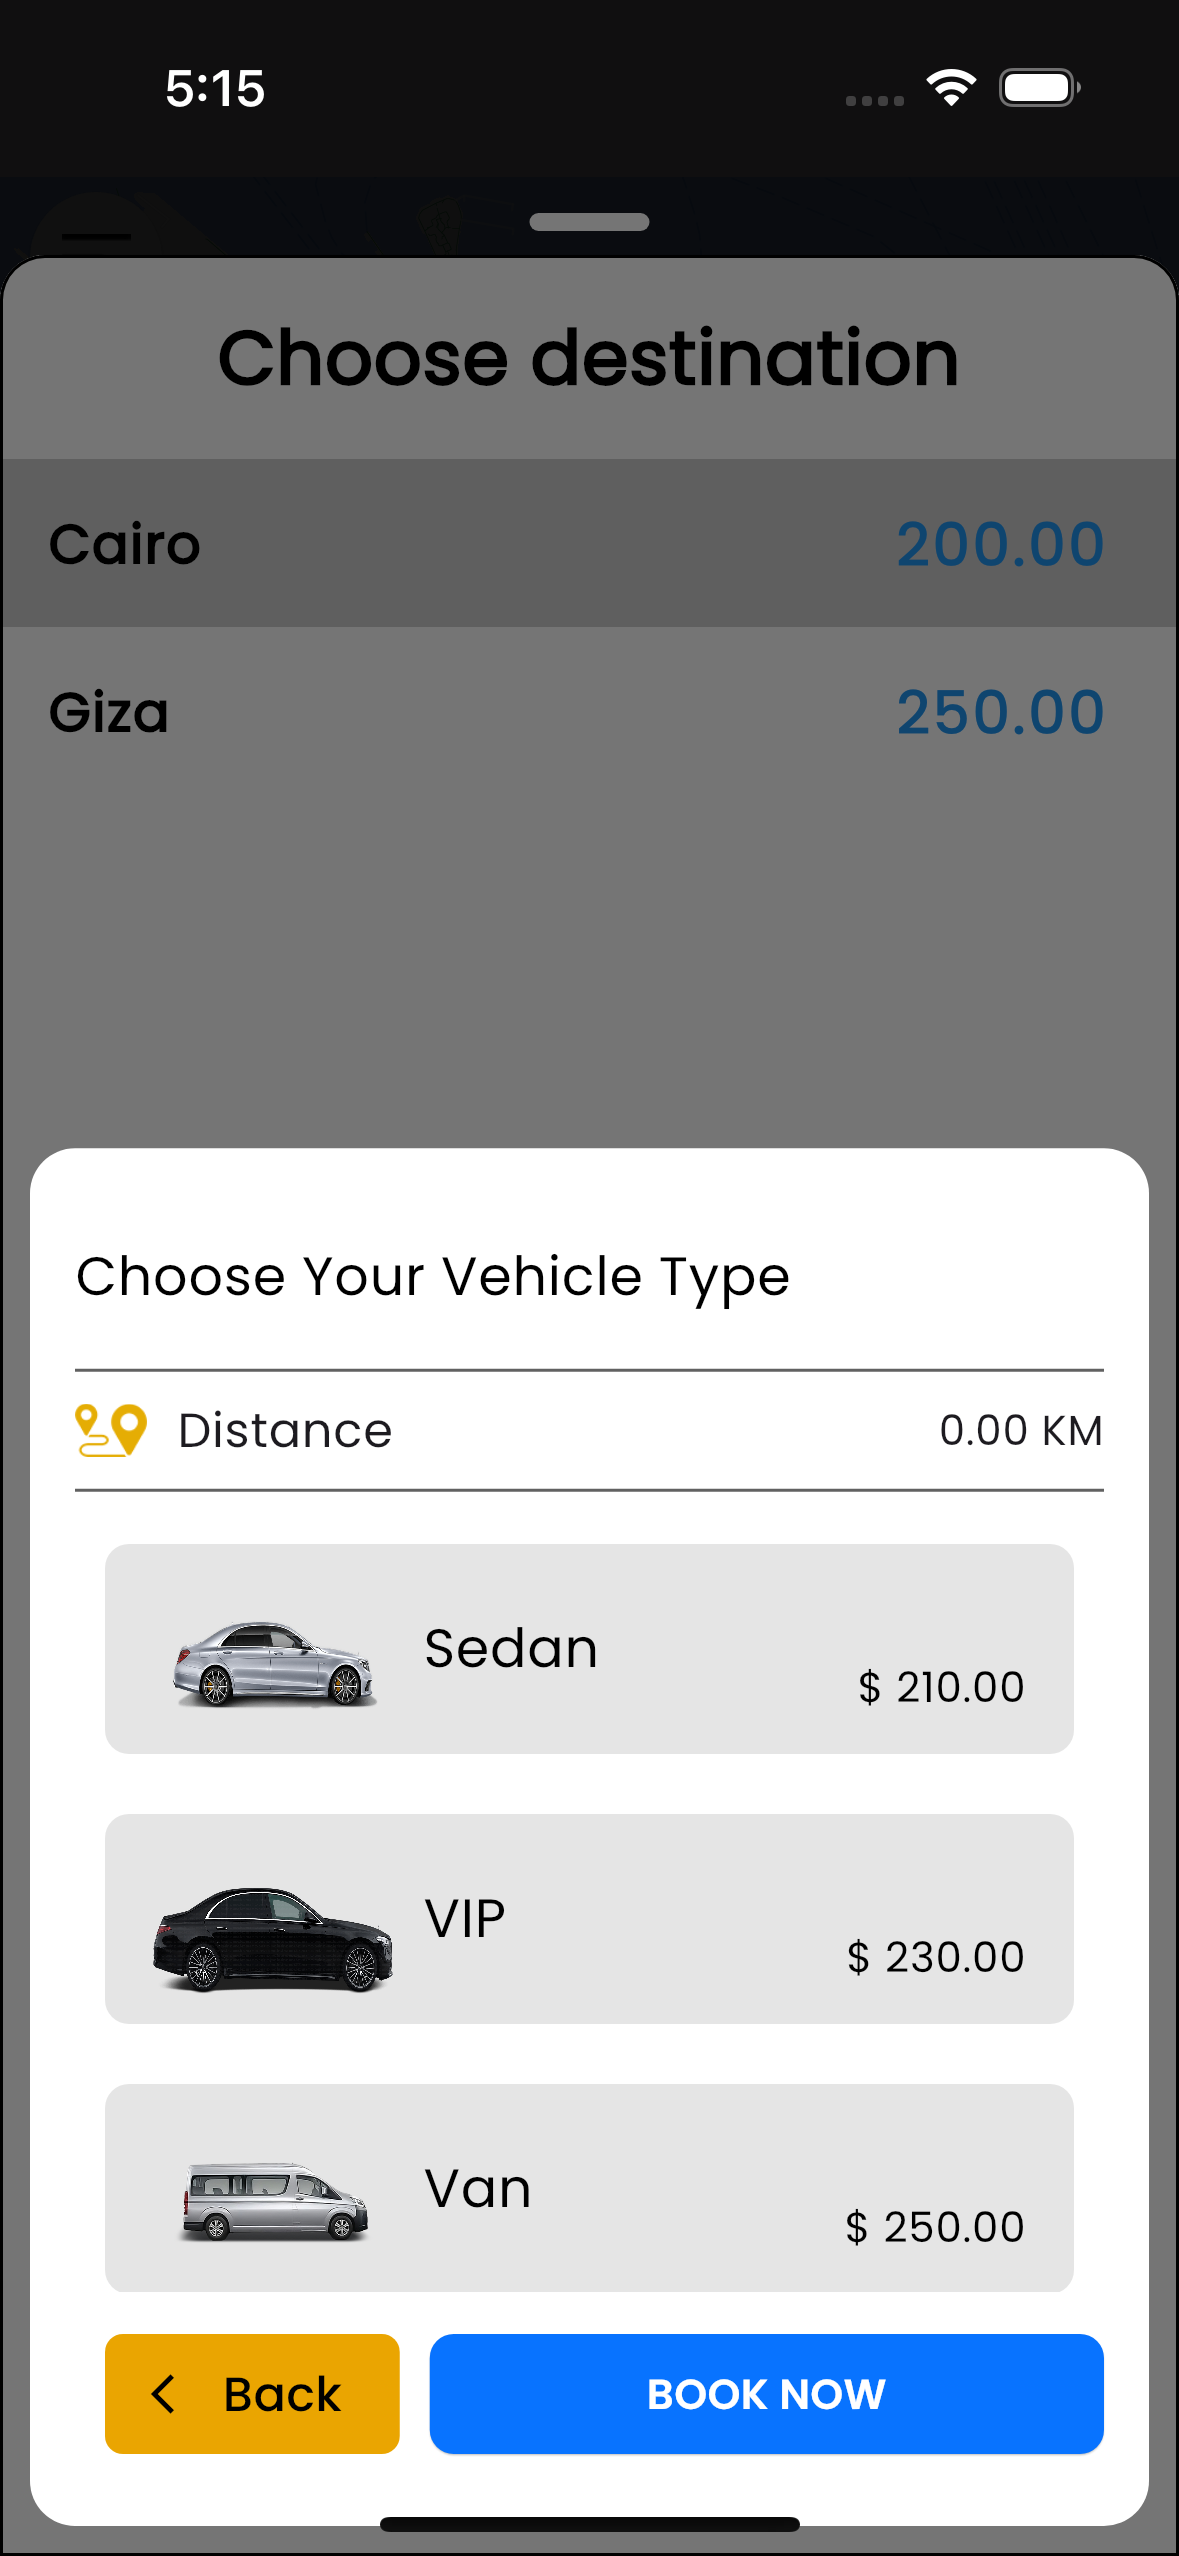 5:15
Choose destination
Cairo 200.00
Giza 250.00
Choose Your Vehicle Type
Distance 0.00 KM
Sedan
$ 210.00
VIP
$ 230.00
Van
$ 250.00
Back BOOK NOW